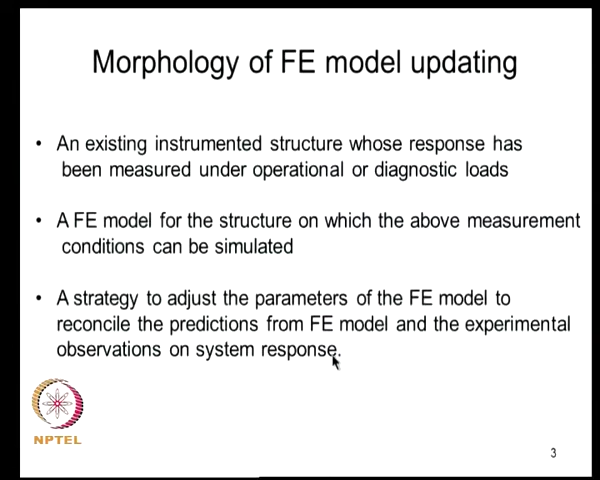 Morphology of FE model updating
• An existing instrumented structure whose response has
been measured under operational or diagnostic loads
• A FE model for the structure on which the above measurement
conditions can be simulated
• A strategy to adjust the parameters of the FE model to
reconcile the predictions from FE model and the experimental
observations on system response.
NPTEL
3